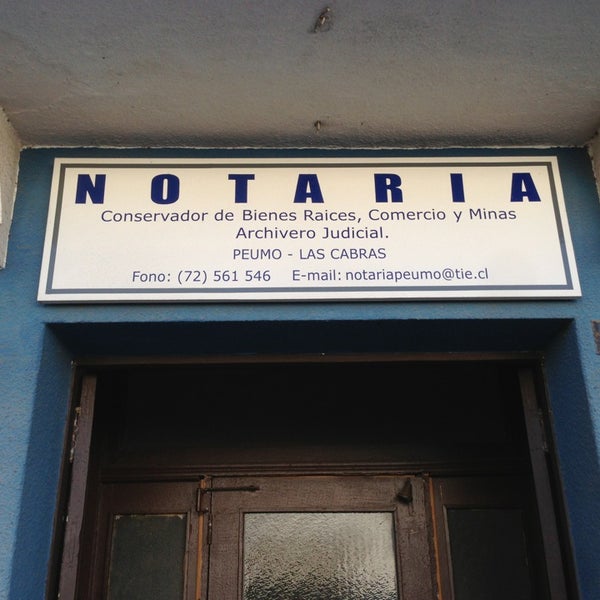 NOTARIA
Conservador de Bienes Raices, Comercio y Minas
Archivero Judicial.
PEUMO - LAS CABRAS
Fono: (72) 561 546 E-mail: notariapeumo@tie.cl